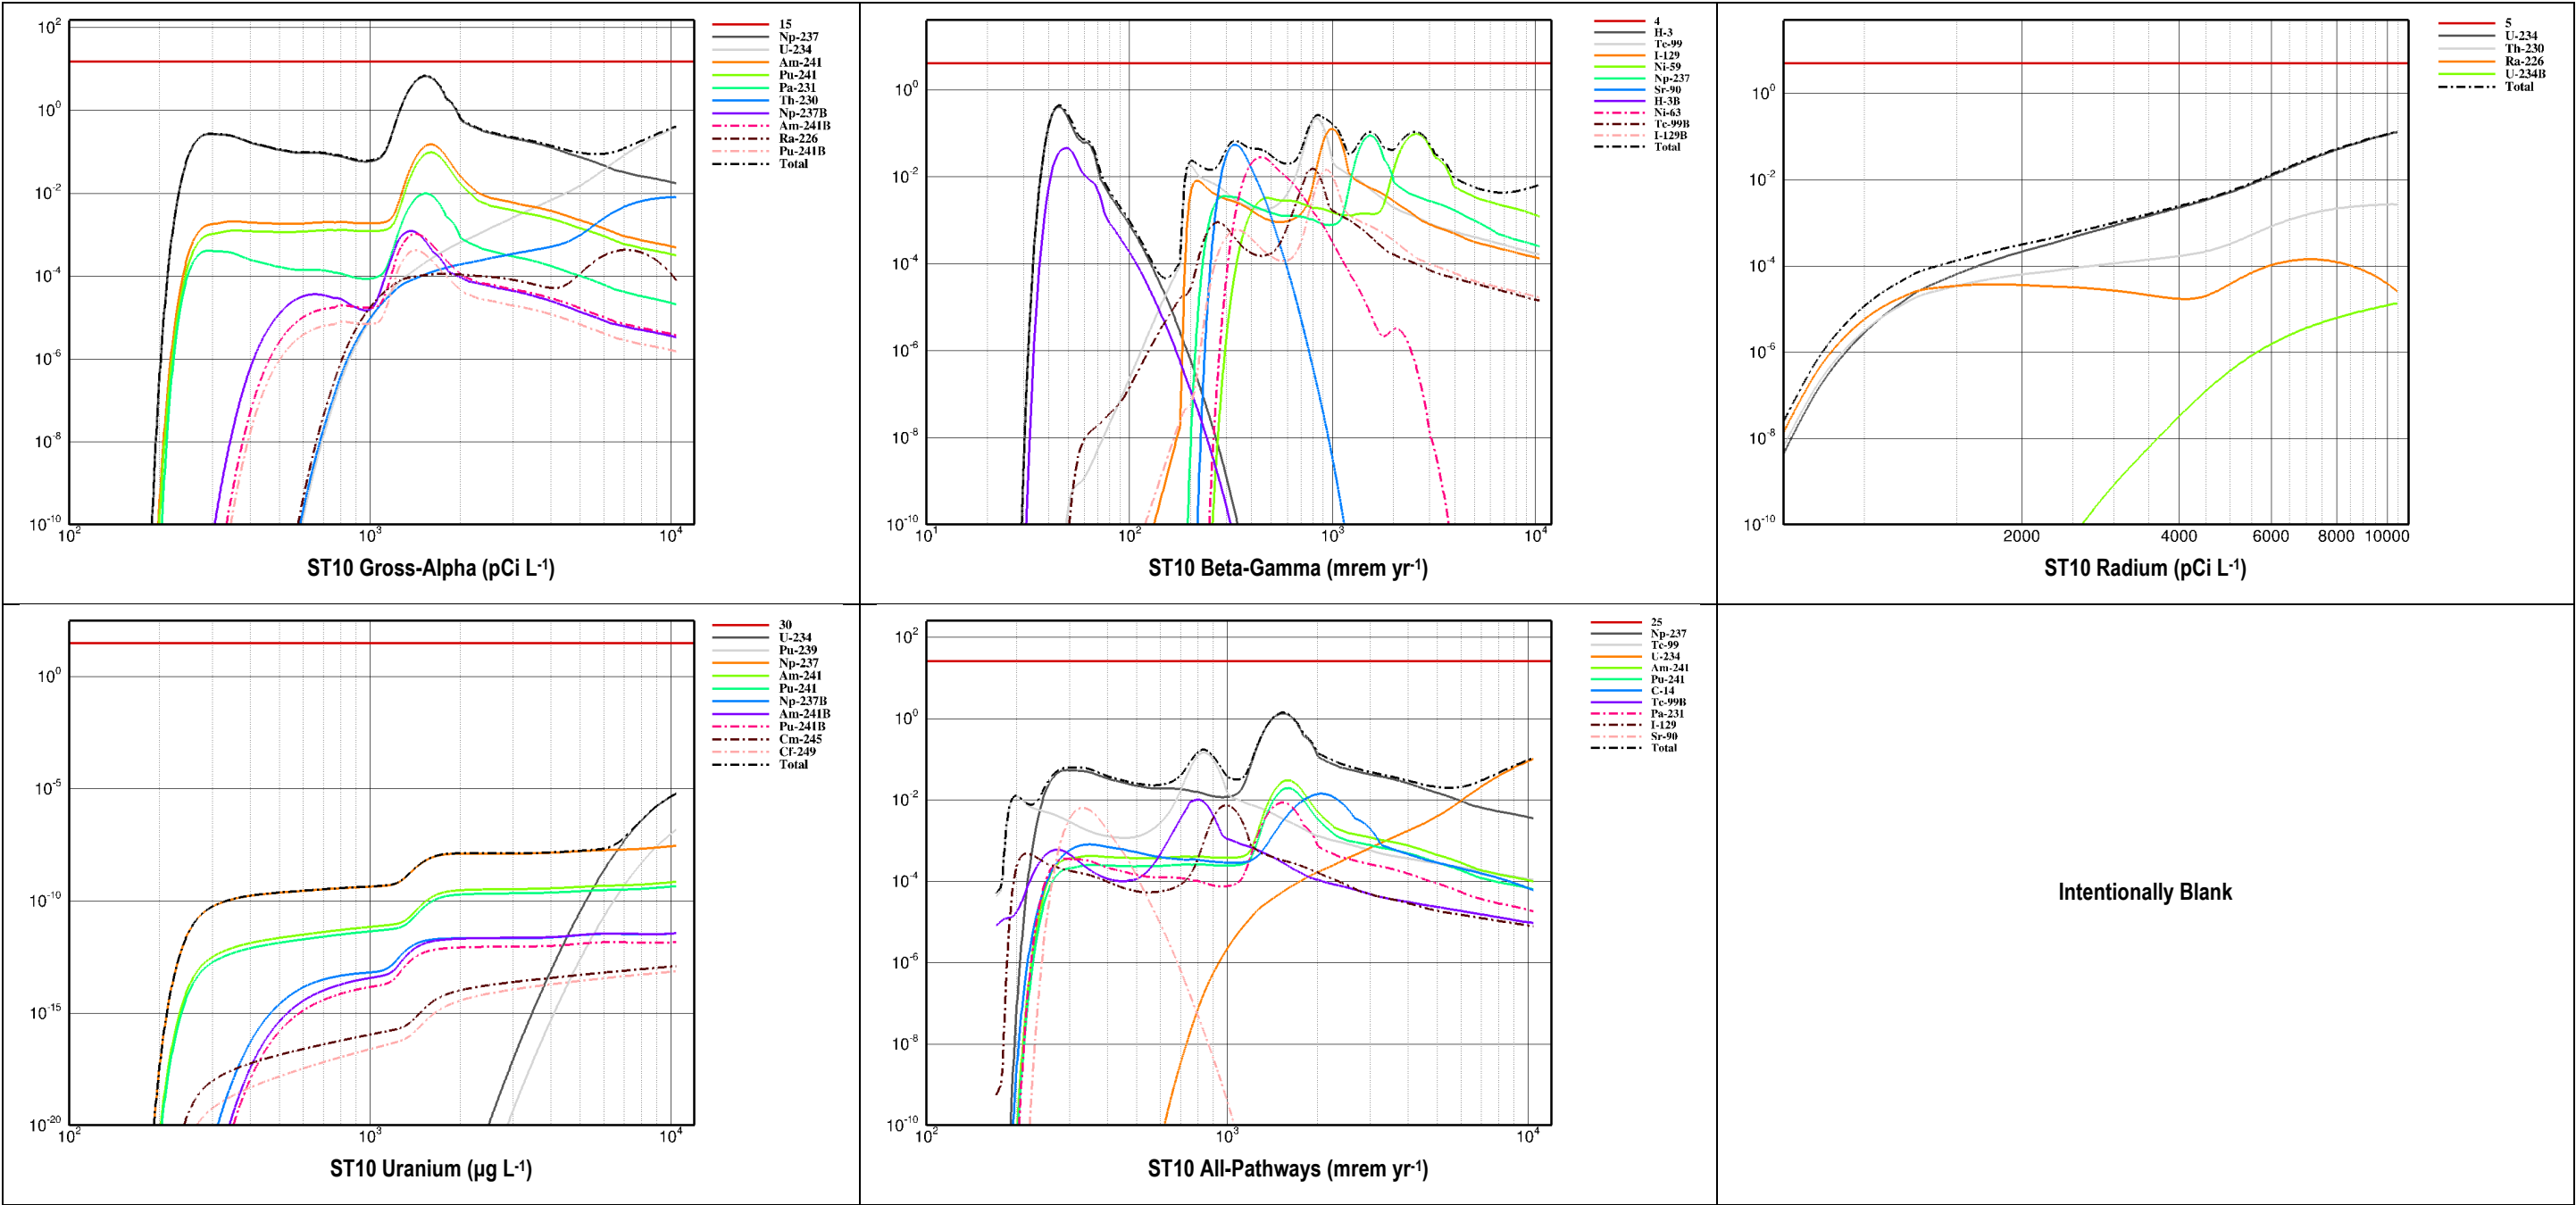 10²
10⁰
10⁻²
10⁻⁴
10⁻⁶
10⁻⁸
10⁻¹⁰
10²
10³
10⁴
15
Np-237
U-234
Am-241
Pu-241
Pa-231
Th-230
Np-237B
Am-241B
Ra-226
Pu-241B
Total
ST10 Gross-Alpha (pCi L⁻¹)
10⁰
10⁻²
10⁻⁴
10⁻⁶
10⁻⁸
10⁻¹⁰
10¹
10²
10³
10⁴
4
H-3
Tc-99
I-129
Ni-59
Np-237
Sr-90
H-3B
Ni-63
Tc-99B
I-129B
Total
ST10 Beta-Gamma (mrem yr⁻¹)
10⁰
10⁻²
10⁻⁴
10⁻⁶
10⁻⁸
10⁻¹⁰
2000
4000
6000
8000
10000
5
U-234
Th-230
Ra-226
U-234B
Total
ST10 Radium (pCi L⁻¹)
10⁰
10⁻⁵
10⁻¹⁰
10⁻¹⁵
10⁻²⁰
10²
10³
10⁴
30
U-234
Pu-239
Np-237
Am-241
Pu-241
Np-237B
Am-241B
Pu-241B
Cm-245
Cf-249
Total
ST10 Uranium (µg L⁻¹)
10²
10⁰
10⁻²
10⁻⁴
10⁻⁶
10⁻⁸
10⁻¹⁰
10²
10³
10⁴
25
Np-237
Tc-99
U-234
Am-241
Pu-241
C-14
Tc-99B
Pa-231
I-129
Sr-90
Total
ST10 All-Pathways (mrem yr⁻¹)
Intentionally Blank